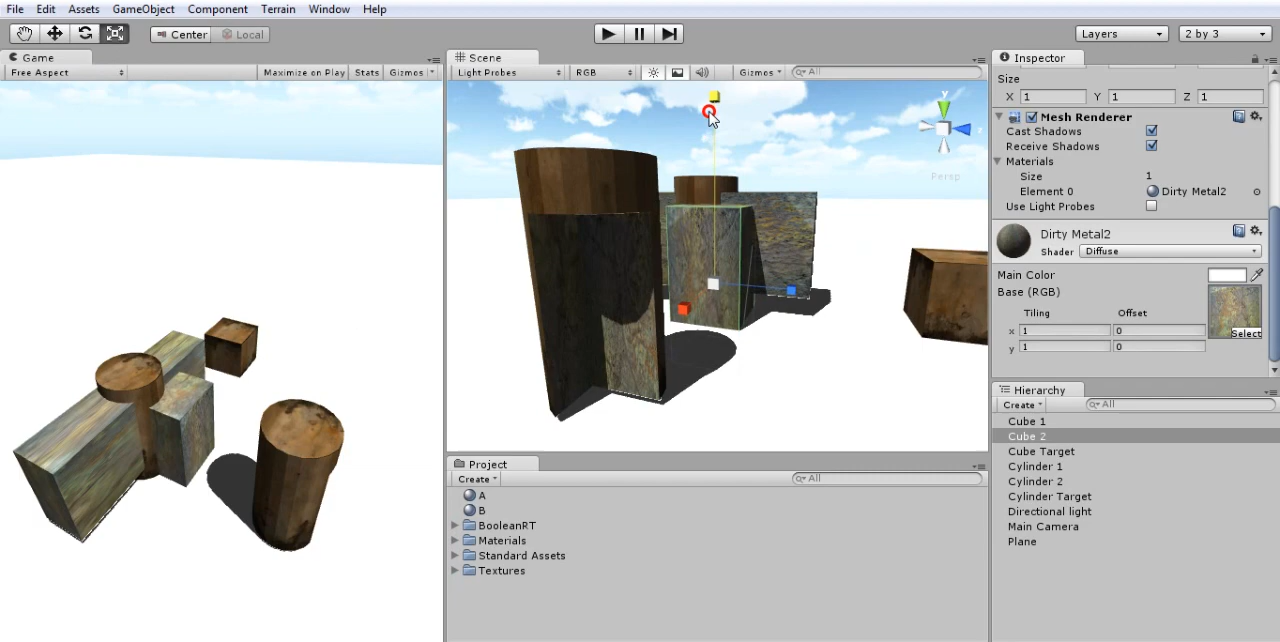 File Edit Assets GameObject Component Terrain Window Help
Center Local Layers 2 by 3
Game
Free Aspect Maximize on Play Stats Gizmos
Scene
Light Probes RGB Gizmos All
y
Persp
Inspector
Size
X 1 Y 1 Z 1
Mesh Renderer
Cast Shadows
Receive Shadows
Materials
Size 1
Element 0 Dirty Metal2
Use Light Probes
Dirty Metal2
Shader Diffuse
Main Color
Base (RGB)
Tiling Offset
x 1 0
y 1 0
Select
Hierarchy
Create All
Cube 1
Cube 2
Cube Target
Cylinder 1
Cylinder 2
Cylinder Target
Directional light
Main Camera
Plane
Project
Create All
A
B
BooleanRT
Materials
Standard Assets
Textures